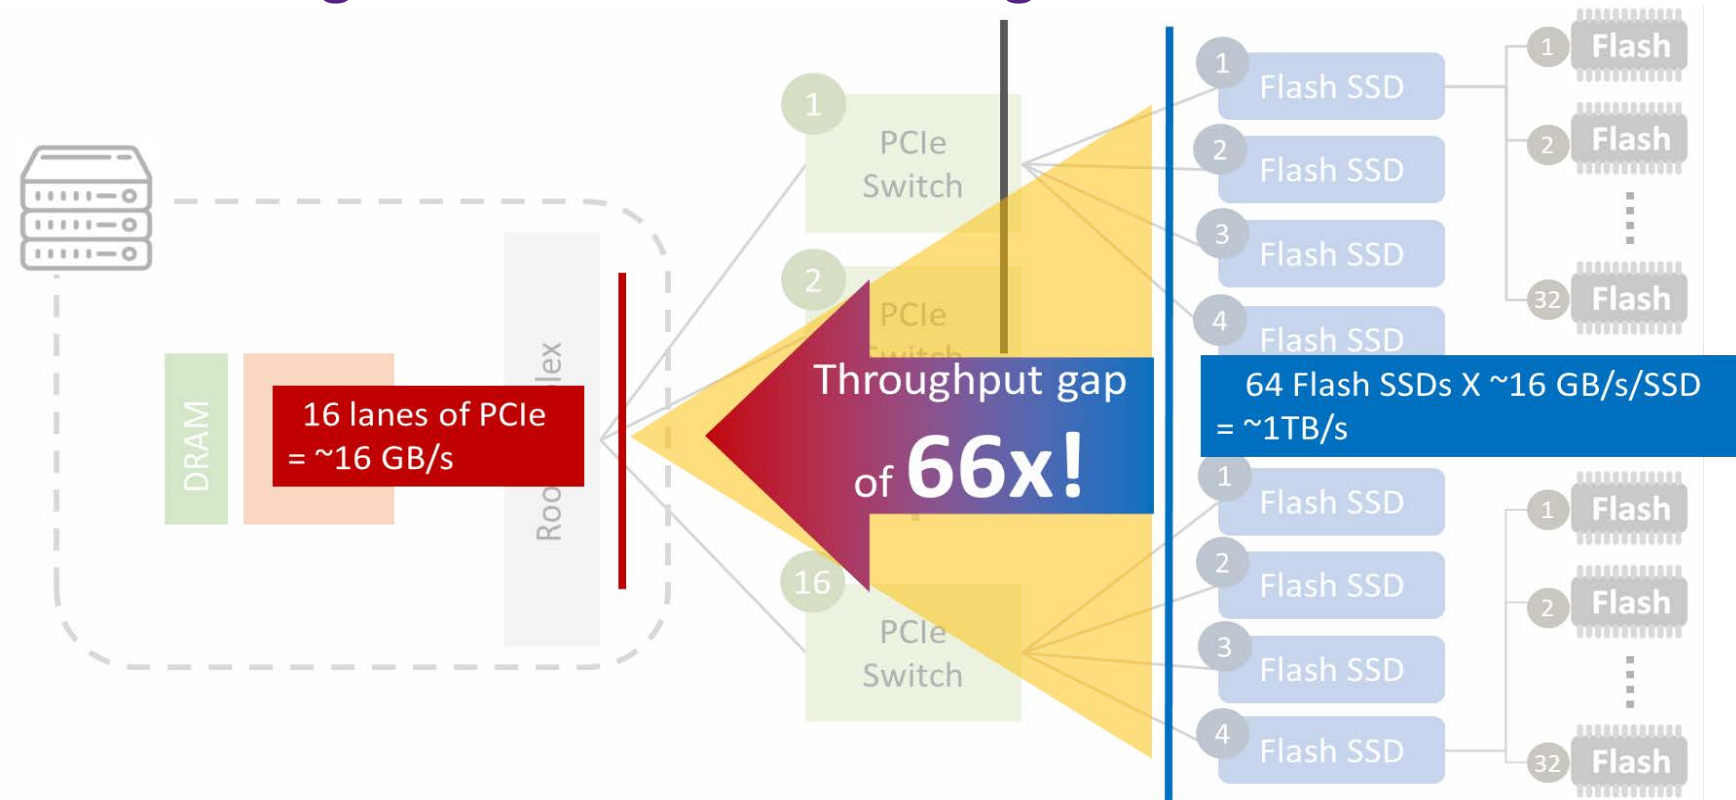 1
PCIe
Switch
2
PCIe
Switch
16
PCIe
Switch
DRAM
16 lanes of PCIe
= ~16 GB/s
Throughput gap
of 66x!
1
Flash SSD
2
Flash SSD
3
Flash SSD
4
Flash SSD
64 Flash SSDs X ~16 GB/s/SSD
= ~1TB/s
1
Flash SSD
2
Flash SSD
3
Flash SSD
4
Flash SSD
1
Flash
2
Flash
32
Flash
1
Flash
2
Flash
32
Flash